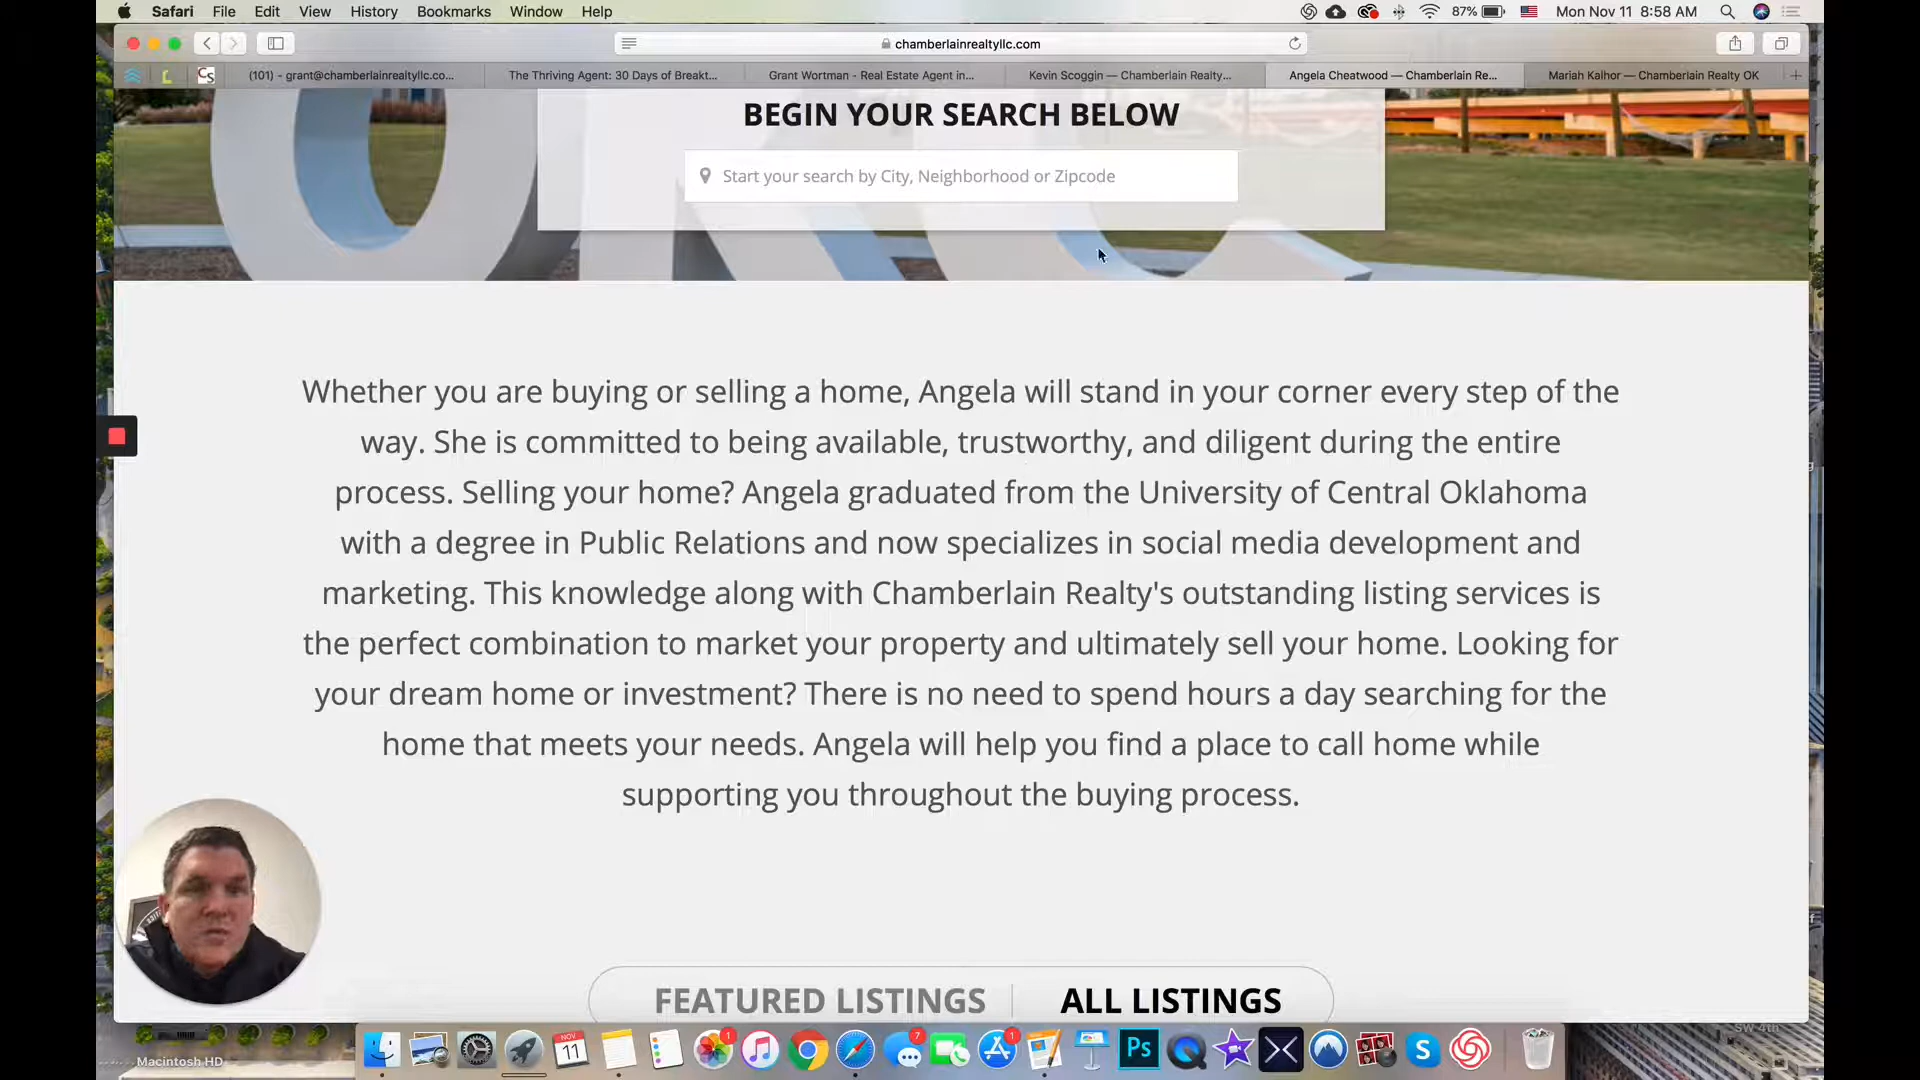 Safari File Edit View History Bookmarks Window Help 87% Mon Nov 11 8:58 AM
chamberlainrealtyllc.com
(101) - grant@chamberlainrealtyllc.co... The Thriving Agent: 30 Days of Breakt... Grant Wortman - Real Estate Agent in... Kevin Scoggin — Chamberlain Realty... Angela Cheatwood — Chamberlain Re... Mariah Kalhor — Chamberlain Realty OK
BEGIN YOUR SEARCH BELOW
Start your search by City, Neighborhood or Zipcode
Whether you are buying or selling a home, Angela will stand in your corner every step of the
way. She is committed to being available, trustworthy, and diligent during the entire
process. Selling your home? Angela graduated from the University of Central Oklahoma
with a degree in Public Relations and now specializes in social media development and
marketing. This knowledge along with Chamberlain Realty's outstanding listing services is
the perfect combination to market your property and ultimately sell your home. Looking for
your dream home or investment? There is no need to spend hours a day searching for the
home that meets your needs. Angela will help you find a place to call home while
supporting you throughout the buying process.
FEATURED LISTINGS ALL LISTINGS
SW 4th
NOV
11 1 7 1 Ps S
Macintosh HD